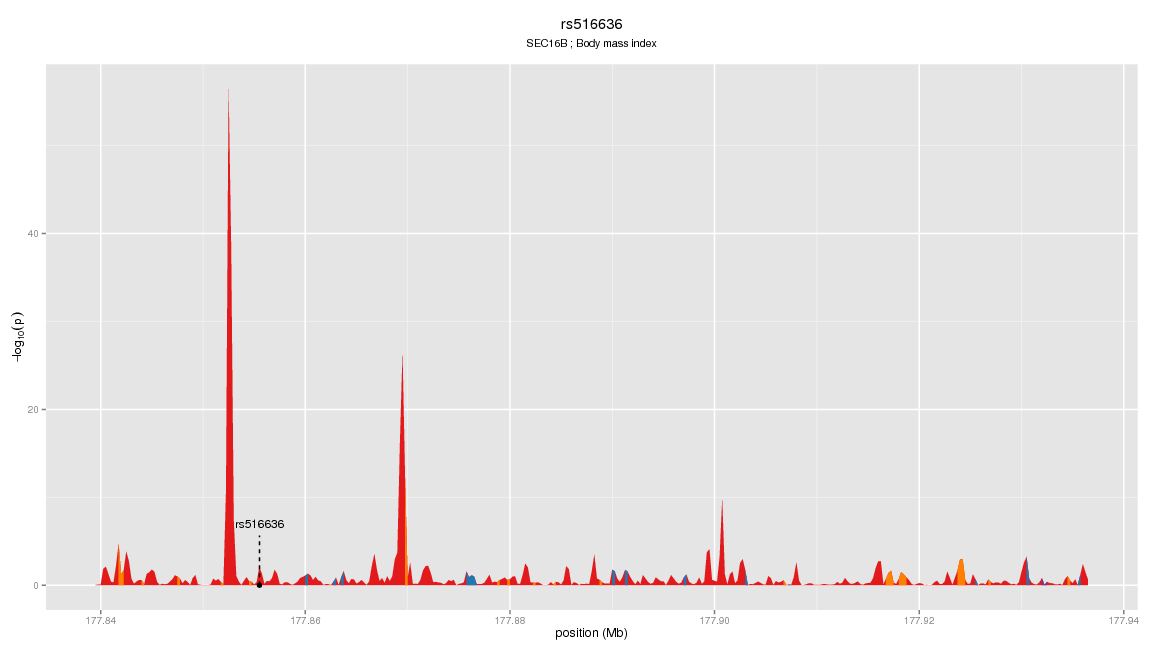 rs516636
SEC16B ; Body mass index
−log10(p)
40
20
0
rs516636
177.84 177.86 177.88 177.90 177.92 177.94
position (Mb)